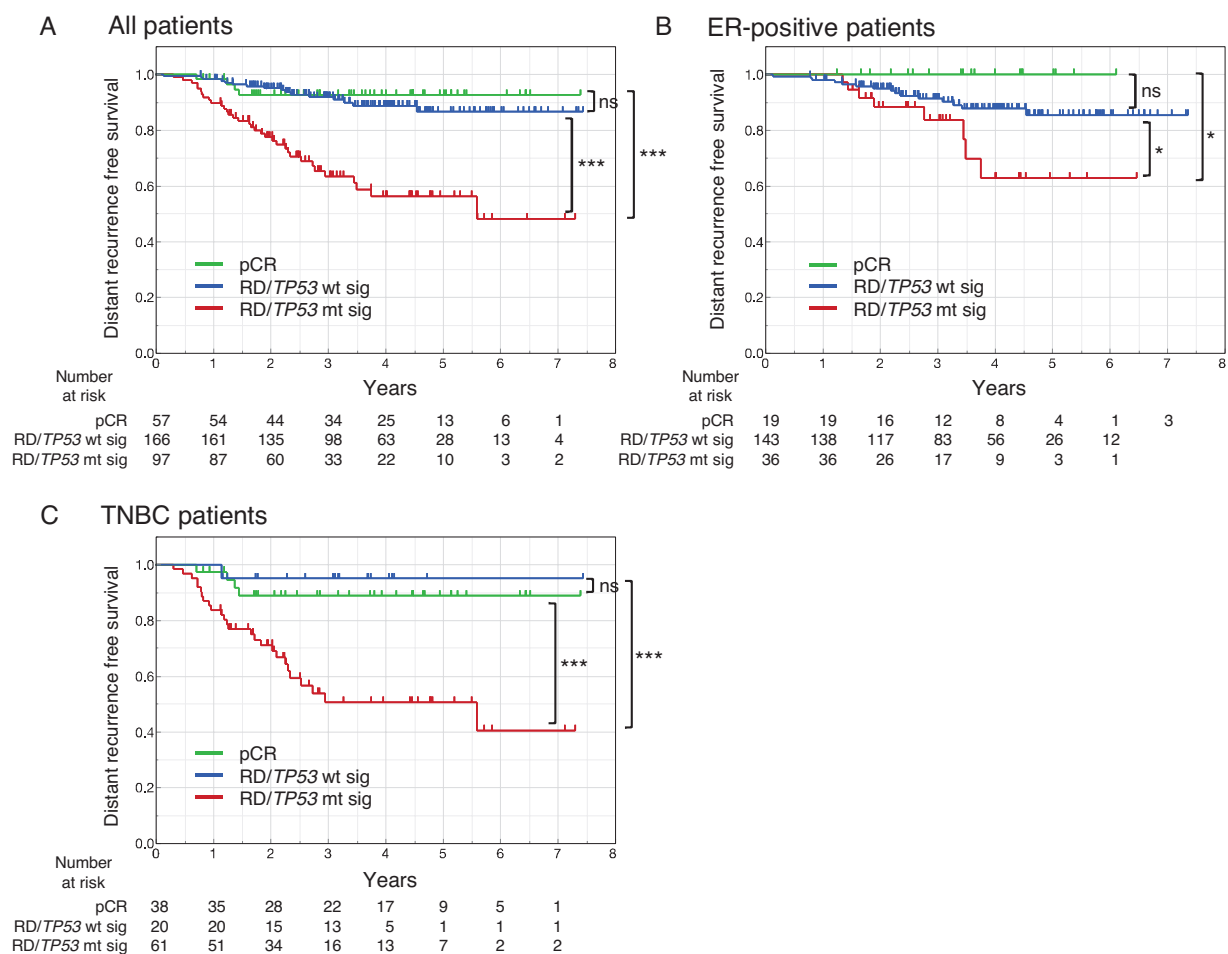 A All patients
1.0
0.8
0.6
0.4
0.2
0.0
Distant recurrence free survival
ns
***
***
pCR
RD/TP53 wt sig
RD/TP53 mt sig
0 1 2 3 4 5 6 7 8
Years
Number
at risk
pCR 57 54 44 34 25 13 6 1
RD/TP53 wt sig 166 161 135 98 63 28 13 4
RD/TP53 mt sig 97 87 60 33 22 10 3 2
B ER-positive patients
1.0
0.8
0.6
0.4
0.2
0.0
Distant recurrence free survival
ns
*
*
pCR
RD/TP53 wt sig
RD/TP53 mt sig
0 1 2 3 4 5 6 7 8
Years
Number
at risk
pCR 19 19 16 12 8 4 1 3
RD/TP53 wt sig 143 138 117 83 56 26 12
RD/TP53 mt sig 36 36 26 17 9 3 1
C TNBC patients
1.0
0.8
0.6
0.4
0.2
0.0
Distant recurrence free survival
ns
***
***
pCR
RD/TP53 wt sig
RD/TP53 mt sig
0 1 2 3 4 5 6 7 8
Years
Number
at risk
pCR 38 35 28 22 17 9 5 1
RD/TP53 wt sig 20 20 15 13 5 1 1 1
RD/TP53 mt sig 61 51 34 16 13 7 2 2